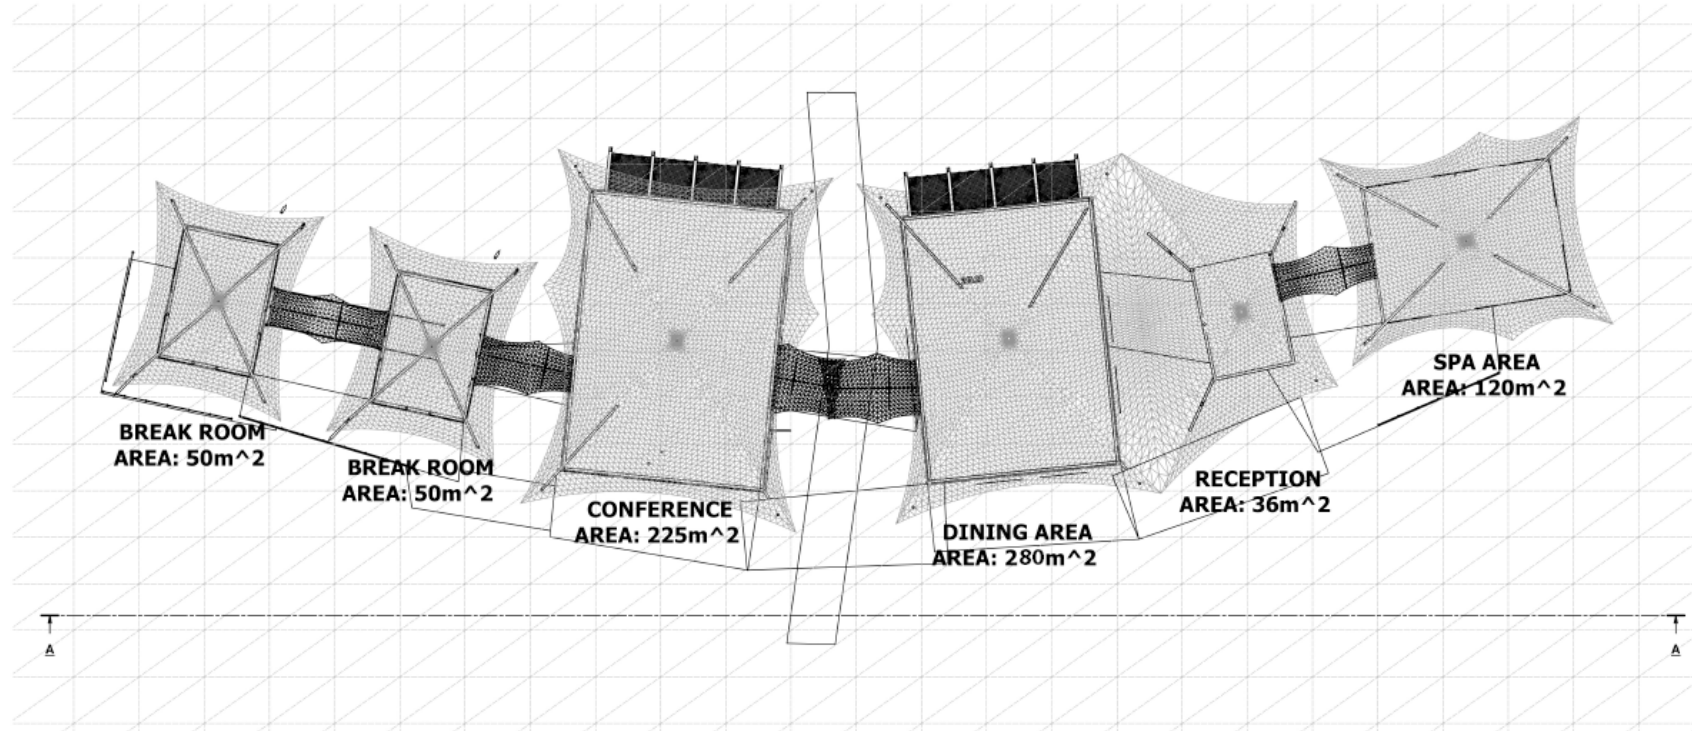 BREAK ROOM
AREA: 50m^2
BREAK ROOM
AREA: 50m^2
CONFERENCE
AREA: 225m^2
DINING AREA
AREA: 280m^2
RECEPTION
AREA: 36m^2
SPA AREA
AREA: 120m^2
A
A